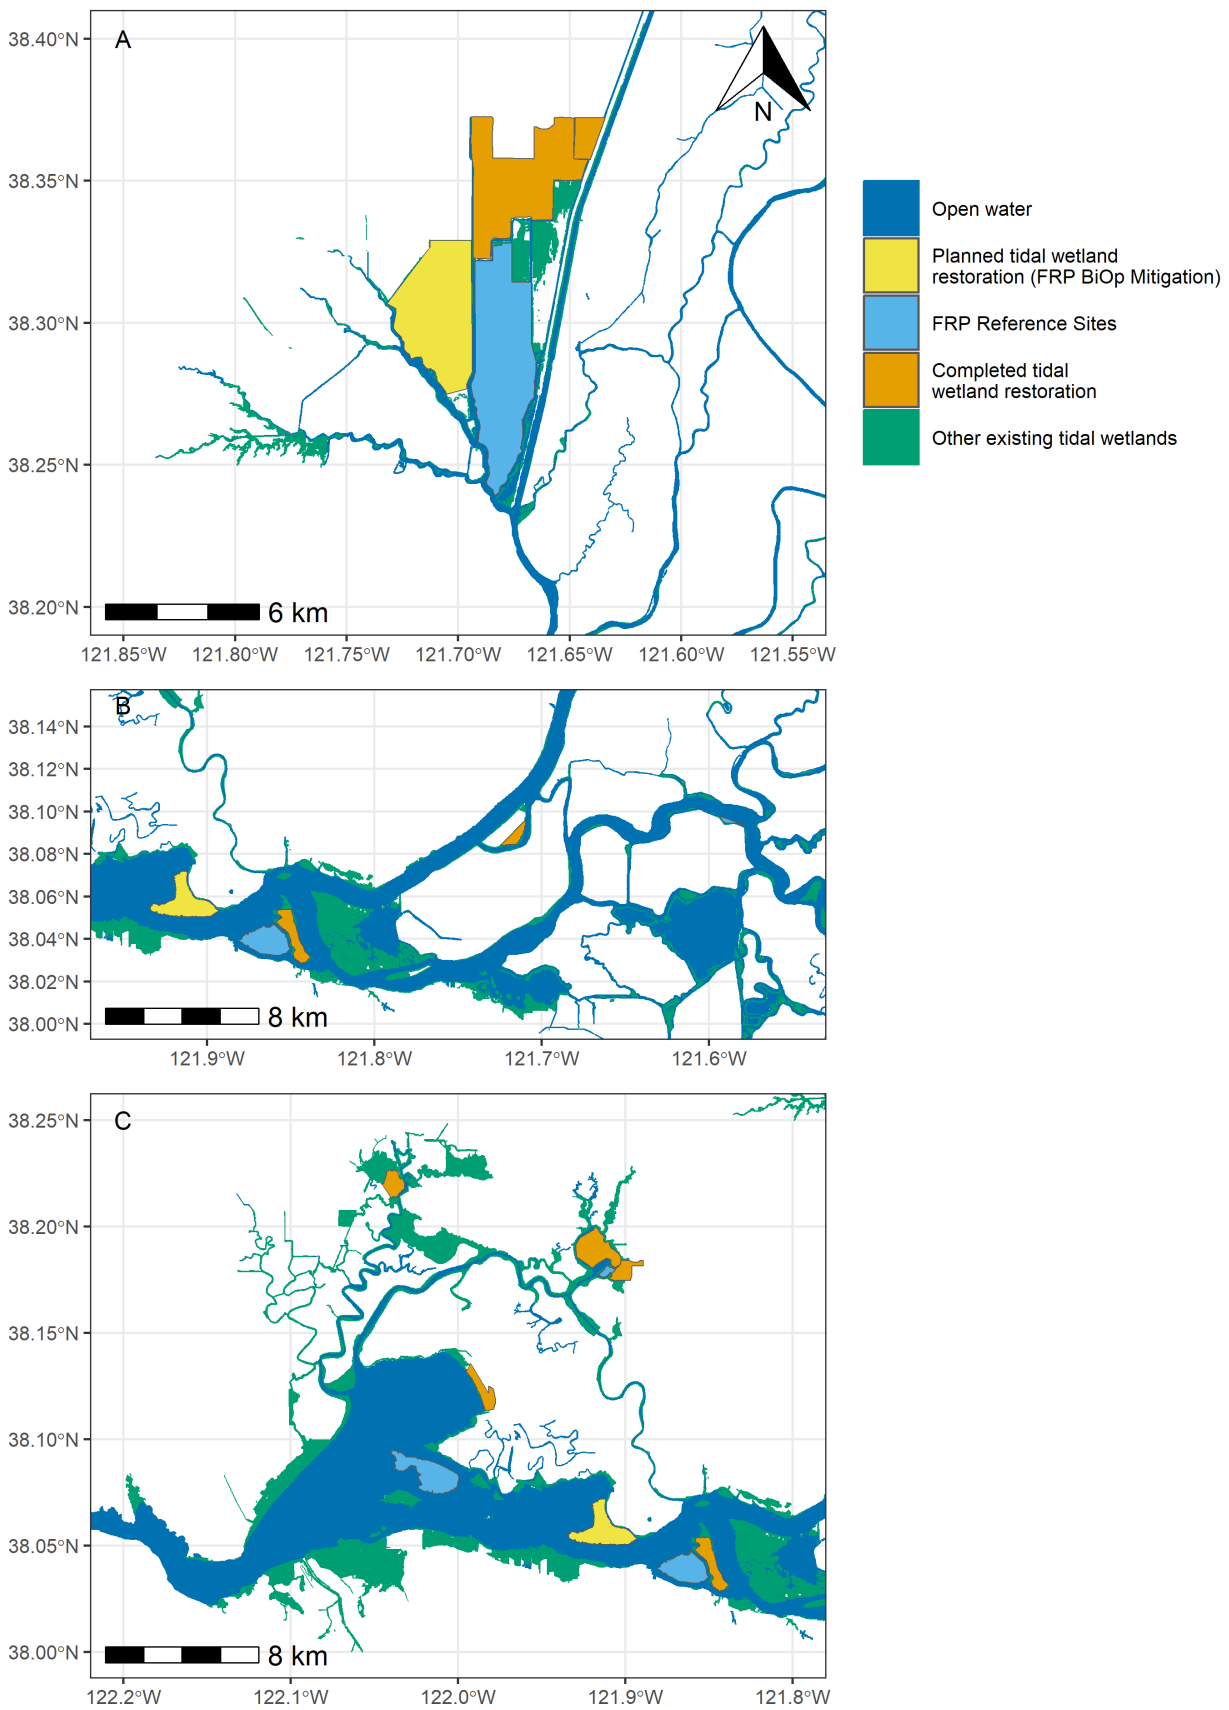 A
38.40°N
38.35°N
38.30°N
38.25°N
38.20°N
N
6 km
121.85°W 121.80°W 121.75°W 121.70°W 121.65°W 121.60°W 121.55°W
Open water
Planned tidal wetland
restoration (FRP BiOp Mitigation)
FRP Reference Sites
Completed tidal
wetland restoration
Other existing tidal wetlands
B
38.14°N
38.12°N
38.10°N
38.08°N
38.06°N
38.04°N
38.02°N
38.00°N
8 km
121.9°W 121.8°W 121.7°W 121.6°W
C
38.25°N
38.20°N
38.15°N
38.10°N
38.05°N
38.00°N
8 km
122.2°W 122.1°W 122.0°W 121.9°W 121.8°W